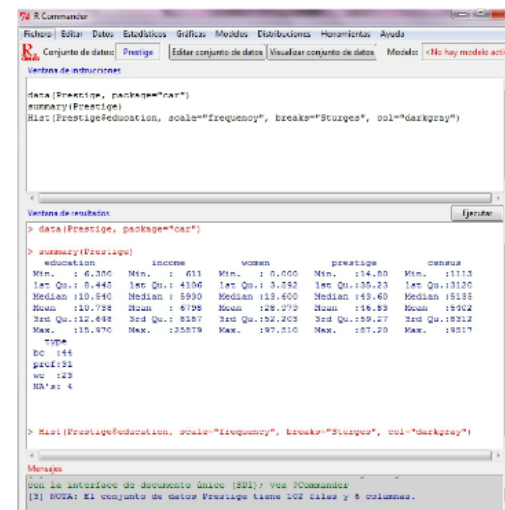 R Commander
Fichero Editar Datos Estadísticos Gráficas Modelos Distribuciones Herramientas Ayuda
Conjunto de datos: Prestige Editar conjunto de datos Visualizar conjunto de datos Modelo: <No hay modelo acti
Ventana de instrucciones
data(Prestige, package="car")
summary(Prestige)
Hist(Prestige$education, scale="frequency", breaks="Sturges", col="darkgray")
Ventana de resultados Ejecutar
> data(Prestige, package="car")
> summary(Prestige)
education income women prestige census
Min. : 6.380 Min. : 611 Min. : 0.000 Min. :14.80 Min. :1113
1st Qu.: 8.445 1st Qu.: 4106 1st Qu.: 3.592 1st Qu.:35.23 1st Qu.:3120
Median :10.540 Median : 5930 Median :13.600 Median :43.60 Median :5135
Mean :10.738 Mean : 6798 Mean :28.979 Mean :46.83 Mean :5402
3rd Qu.:12.648 3rd Qu.: 8187 3rd Qu.:52.203 3rd Qu.:59.27 3rd Qu.:8312
Max. :15.970 Max. :25879 Max. :97.510 Max. :87.20 Max. :9517
type
bc :44
prof:31
wc :23
NA's: 4
> Hist(Prestige$education, scale="frequency", breaks="Sturges", col="darkgray")
Mensajes
con la interface de documento único (SDI); vea ?Commander
[3] NOTA: El conjunto de datos Prestige tiene 102 filas y 6 columnas.